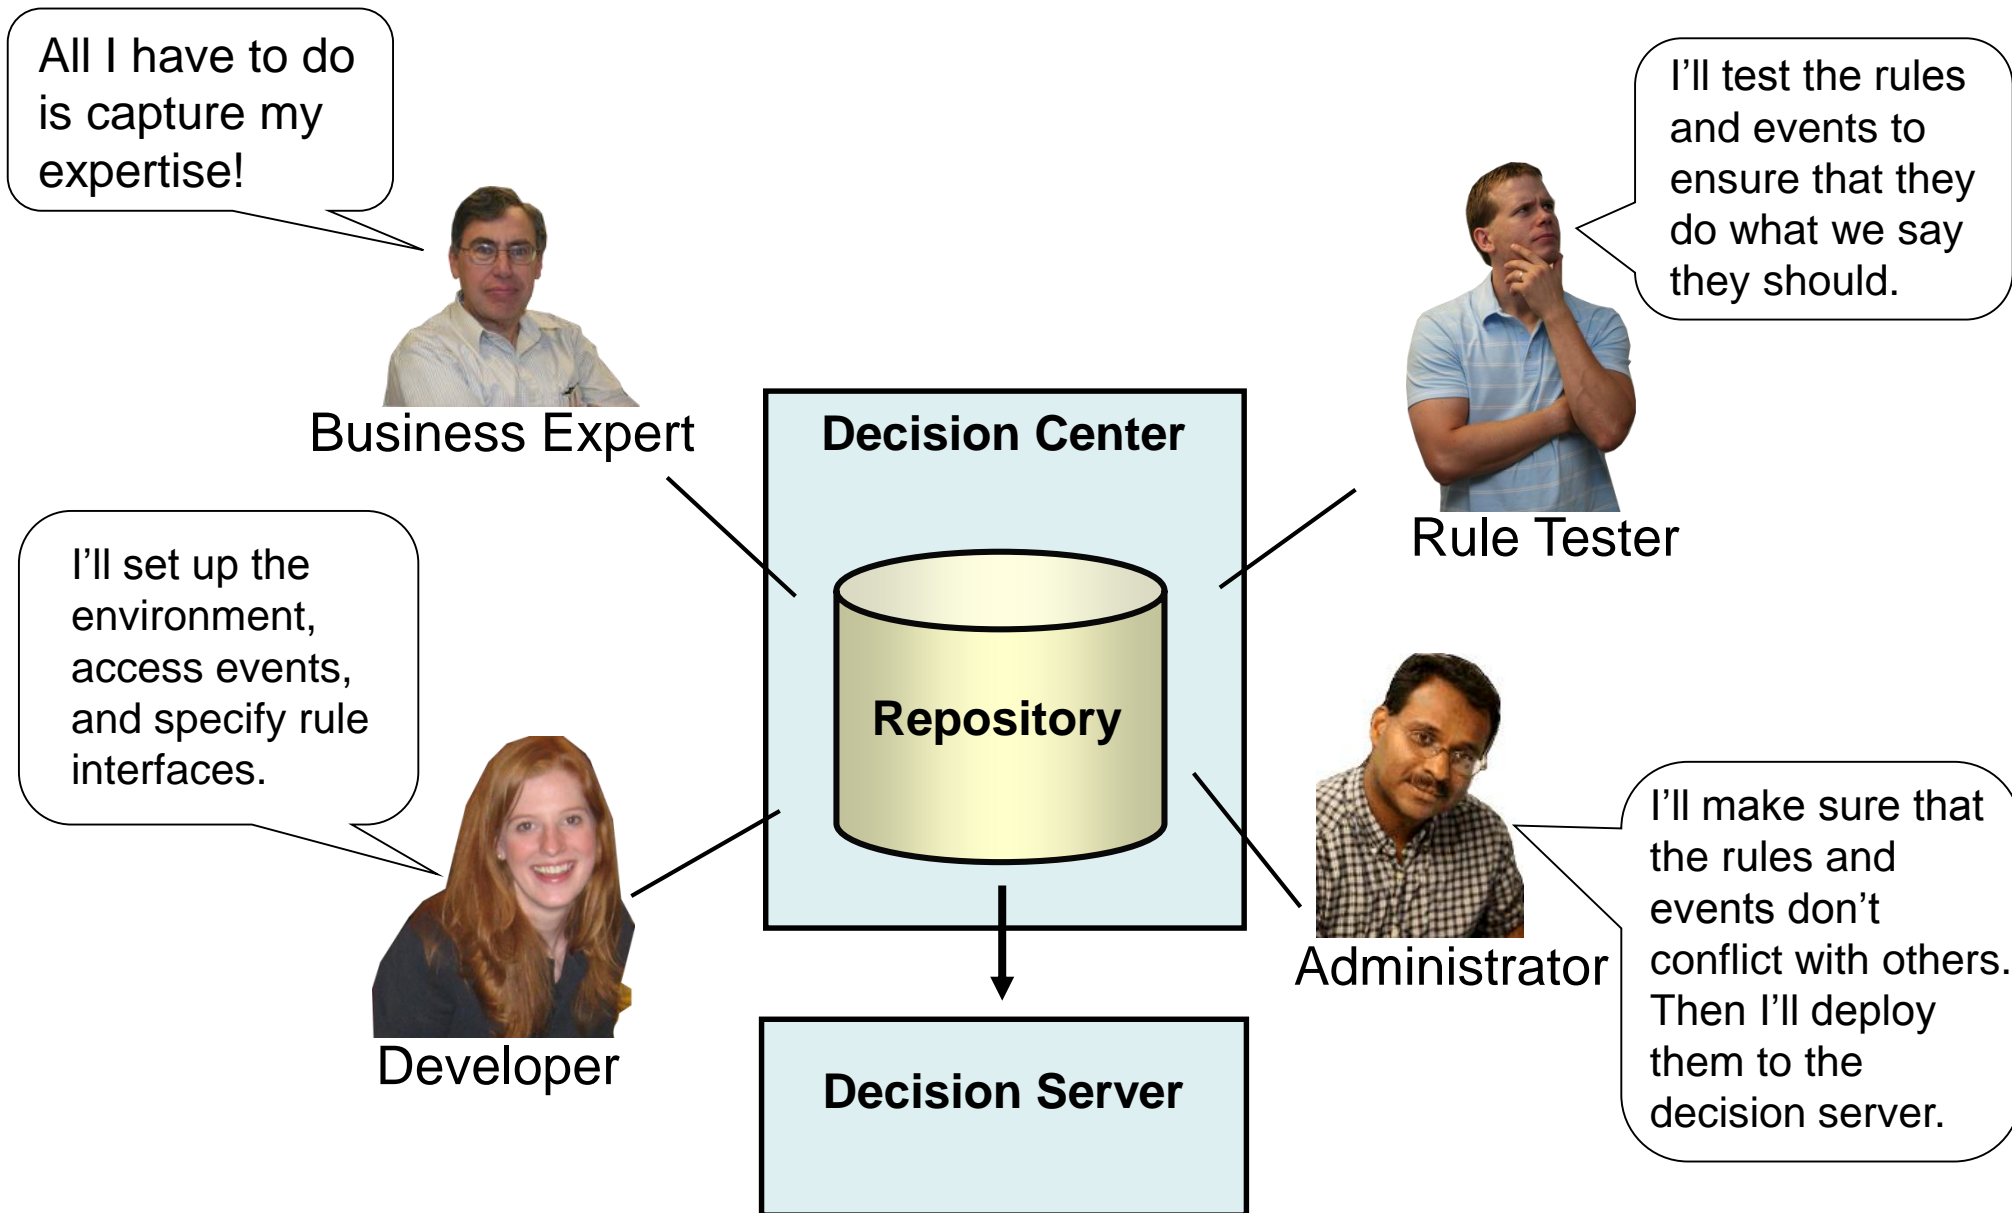 All I have to do
is capture my
expertise!
I’ll test the rules
and events to
ensure that they
do what we say
they should.
Business Expert
Decision Center
Rule Tester
I’ll set up the
environment,
access events,
and specify rule
interfaces.
Repository
I’ll make sure that
the rules and
events don’t
conflict with others.
Then I’ll deploy
them to the
decision server.
Administrator
Developer
Decision Server